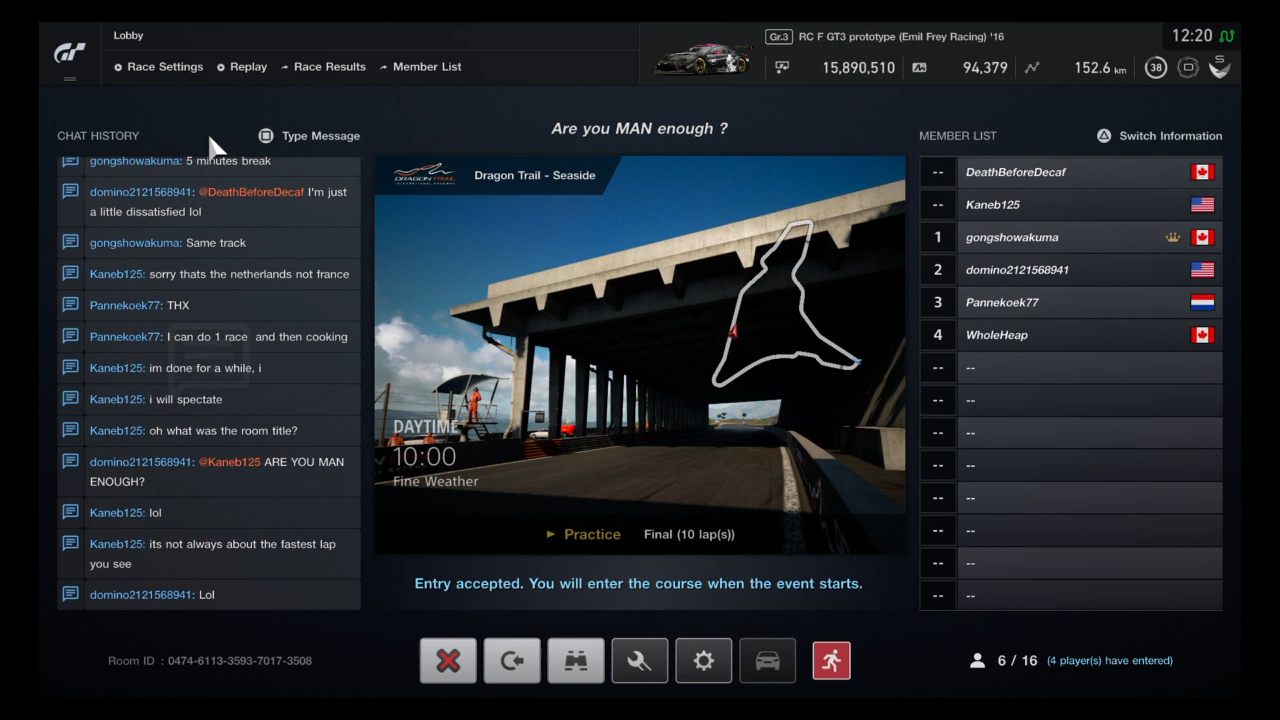 Lobby
Race Settings
Replay
Race Results
Member List
Gr.3
RC F GT3 prototype (Emil Frey Racing) '16
12:20
15,890,510
94,379
152.6 km
38
S
CHAT HISTORY
Type Message
gongshowakuma: 5 minutes break
domino2121568941: @DeathBeforeDecaf I'm just
a little dissatisfied lol
gongshowakuma: Same track
Kaneb125: sorry thats the netherlands not france
Pannekoek77: THX
Pannekoek77: I can do 1 race and then cooking
Kaneb125: im done for a while, i
Kaneb125: i will spectate
Kaneb125: oh what was the room title?
domino2121568941: @Kaneb125 ARE YOU MAN
ENOUGH?
Kaneb125: lol
Kaneb125: its not always about the fastest lap
you see
domino2121568941: Lol
Are you MAN enough ?
DRAGON TRAIL
Dragon Trail - Seaside
DAYTIME
10:00
Fine Weather
Practice
Final (10 lap(s))
Entry accepted. You will enter the course when the event starts.
MEMBER LIST
Switch Information
-- DeathBeforeDecaf
-- Kaneb125
1 gongshowakuma
2 domino2121568941
3 Pannekoek77
4 WholeHeap
-- --
-- --
-- --
-- --
-- --
-- --
-- --
-- --
Room ID : 0474-6113-3593-7017-3508
6 / 16
(4 player(s) have entered)